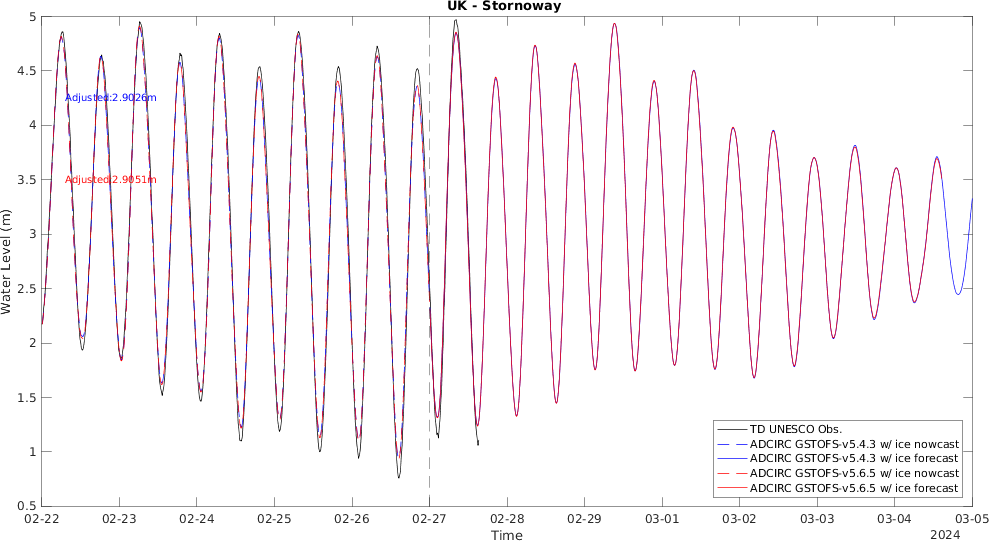 UK - Stornoway
5
4.5
4
3.5
3
2.5
2
1.5
1
0.5
Water Level (m)
Adjusted:2.9026m
Adjusted:2.9051m
TD UNESCO Obs.
ADCIRC GSTOFS-v5.4.3 w/ ice nowcast
ADCIRC GSTOFS-v5.4.3 w/ ice forecast
ADCIRC GSTOFS-v5.6.5 w/ ice nowcast
ADCIRC GSTOFS-v5.6.5 w/ ice forecast
02-22 02-23 02-24 02-25 02-26 02-27 02-28 02-29 03-01 03-02 03-03 03-04 03-05
Time
2024